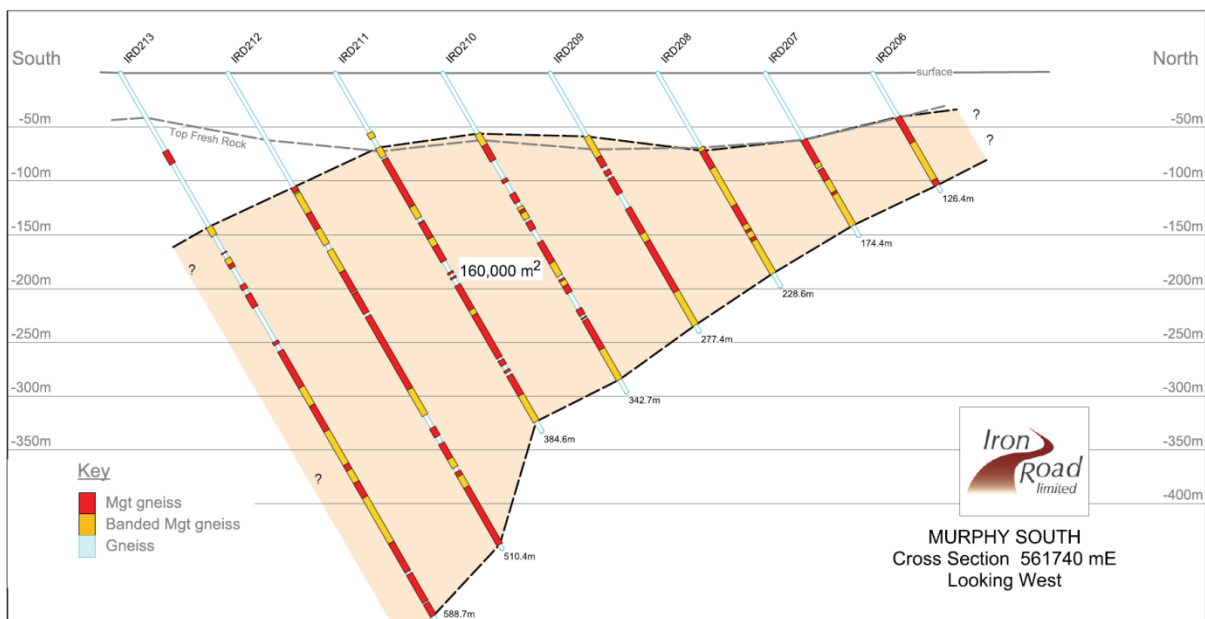 South
IRD213
IRD212
IRD211
IRD210
IRD209
IRD208
IRD207
IRD206
surface
North
-50m
Top Fresh Rock
?
-50m
?
-100m
-100m
126.4m
-150m
174.4m
-150m
?
160,000 m²
-200m
228.6m
-200m
-250m
277.4m
-250m
-300m
342.7m
-300m
-350m
384.6m
-350m
Key
?
Mgt gneiss
Banded Mgt gneiss
Gneiss
-400m
510.4m
588.7m
Iron
Road
limited
MURPHY SOUTH
Cross Section 561740 mE
Looking West